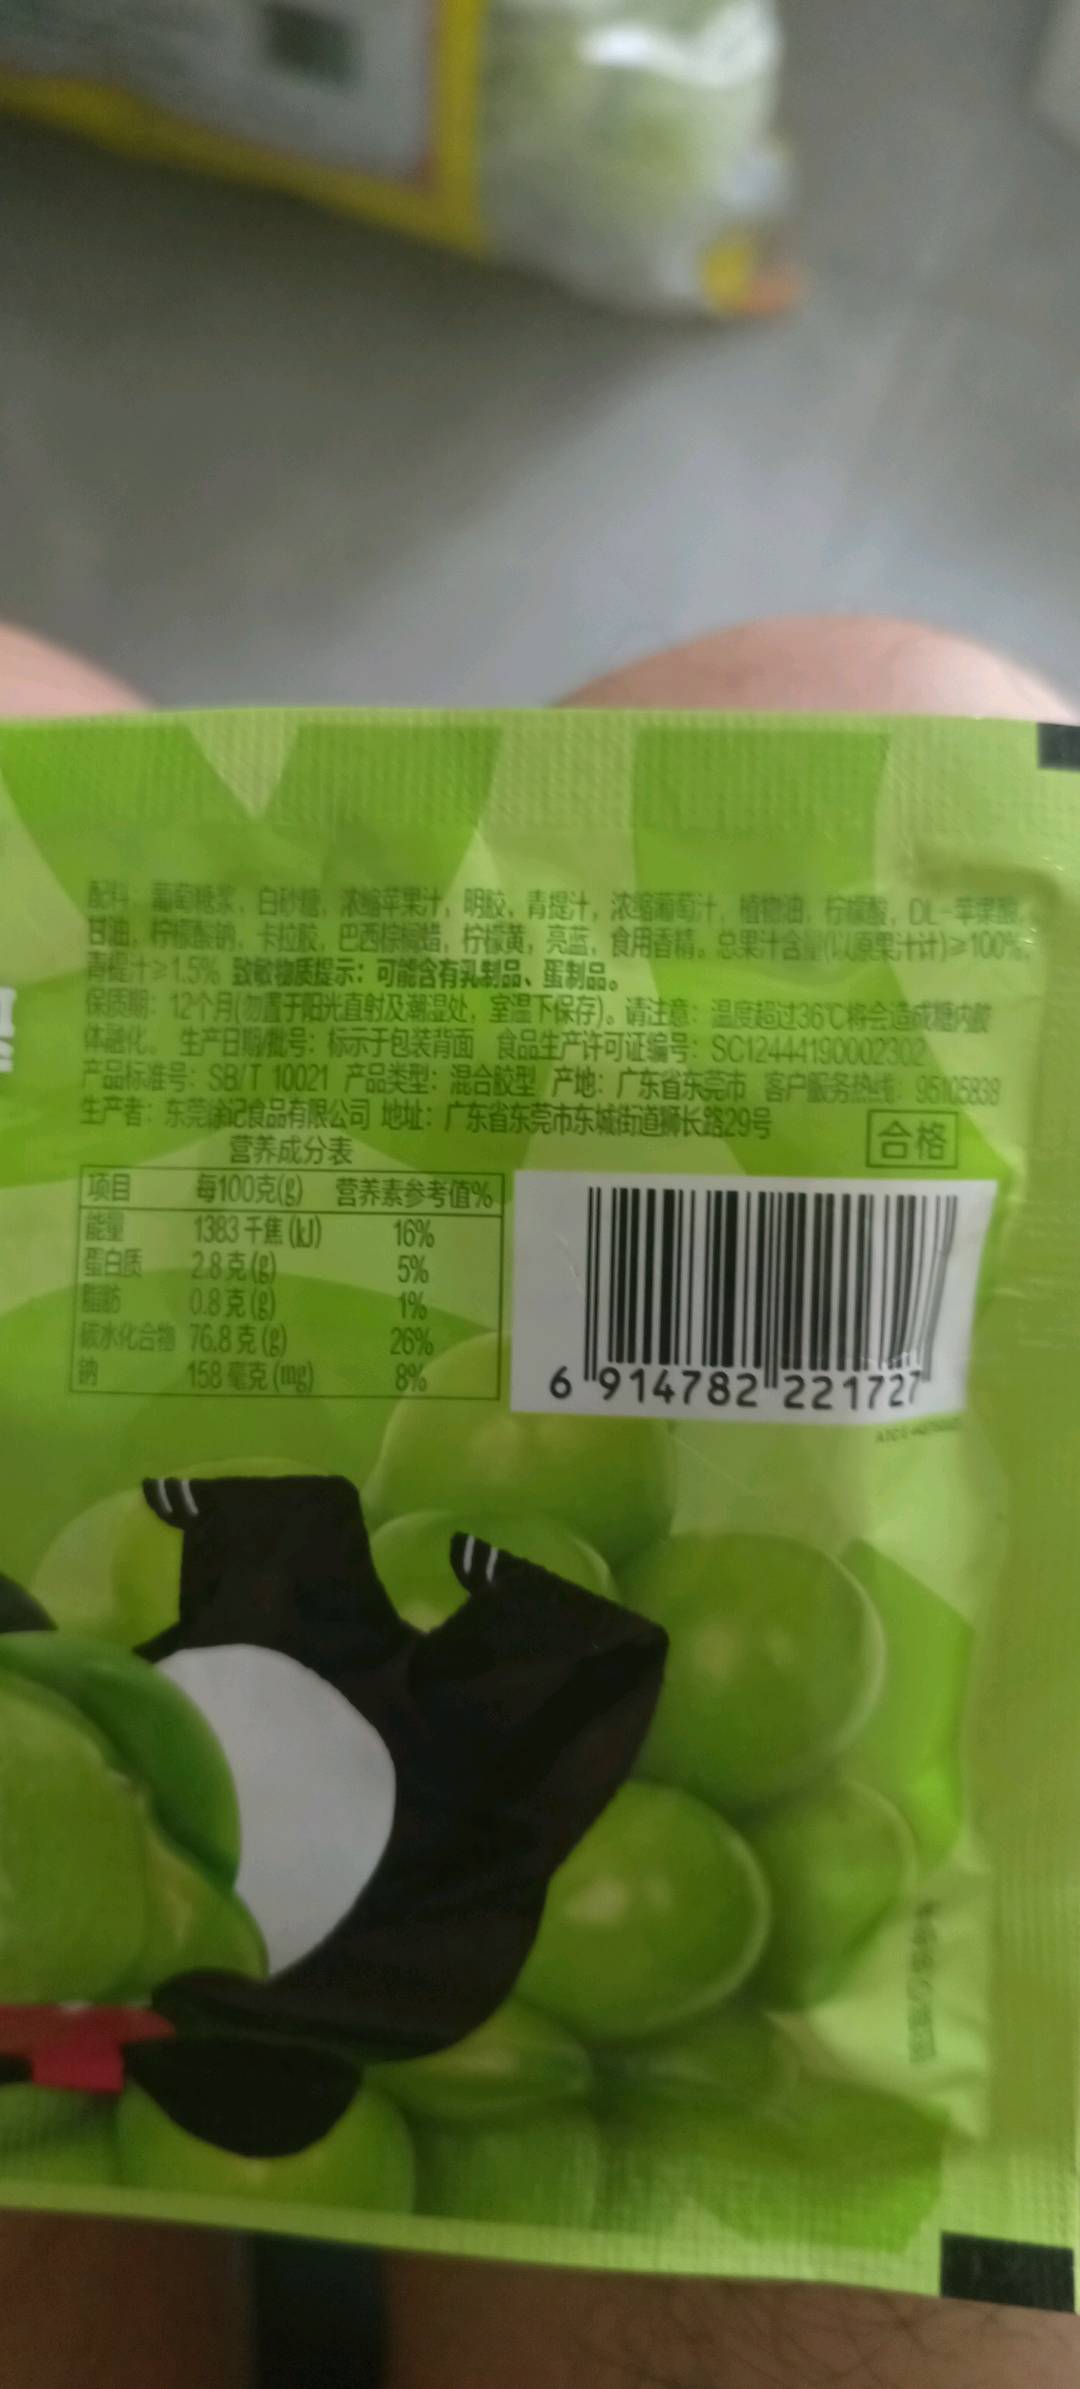 配料：葡萄糖浆，白砂糖，浓缩苹果汁，明胶，青提汁，浓缩葡萄汁，植物油，柠檬酸，DL-苹果酸，
甘油，柠檬酸钠，卡拉胶，巴西棕榈蜡，柠檬黄，亮蓝，食用香精。总果汁含量(以原果汁计)≥100%，
青提汁≥1.5% 致敏物质提示：可能含有乳制品、蛋制品。
保质期：12个月(勿置于阳光直射及潮湿处，室温下保存)。请注意：温度超过36℃将会造成糖内胶
体融化。 生产日期/批号：标示于包装背面 食品生产许可证编号：SC12444190002302
产品标准号：SB/T 10021 产品类型：混合胶型 产地：广东省东莞市 客户服务热线：95105838
生产者：东莞徐记食品有限公司 地址：广东省东莞市东城街道狮长路29号
合格
营养成分表
项目 每100克(g) 营养素参考值%
能量 1383千焦(kJ) 16%
蛋白质 2.8克(g) 5%
脂肪 0.8克(g) 1%
碳水化合物 76.8克(g) 26%
钠 158毫克(mg) 8%
6 914782 221727